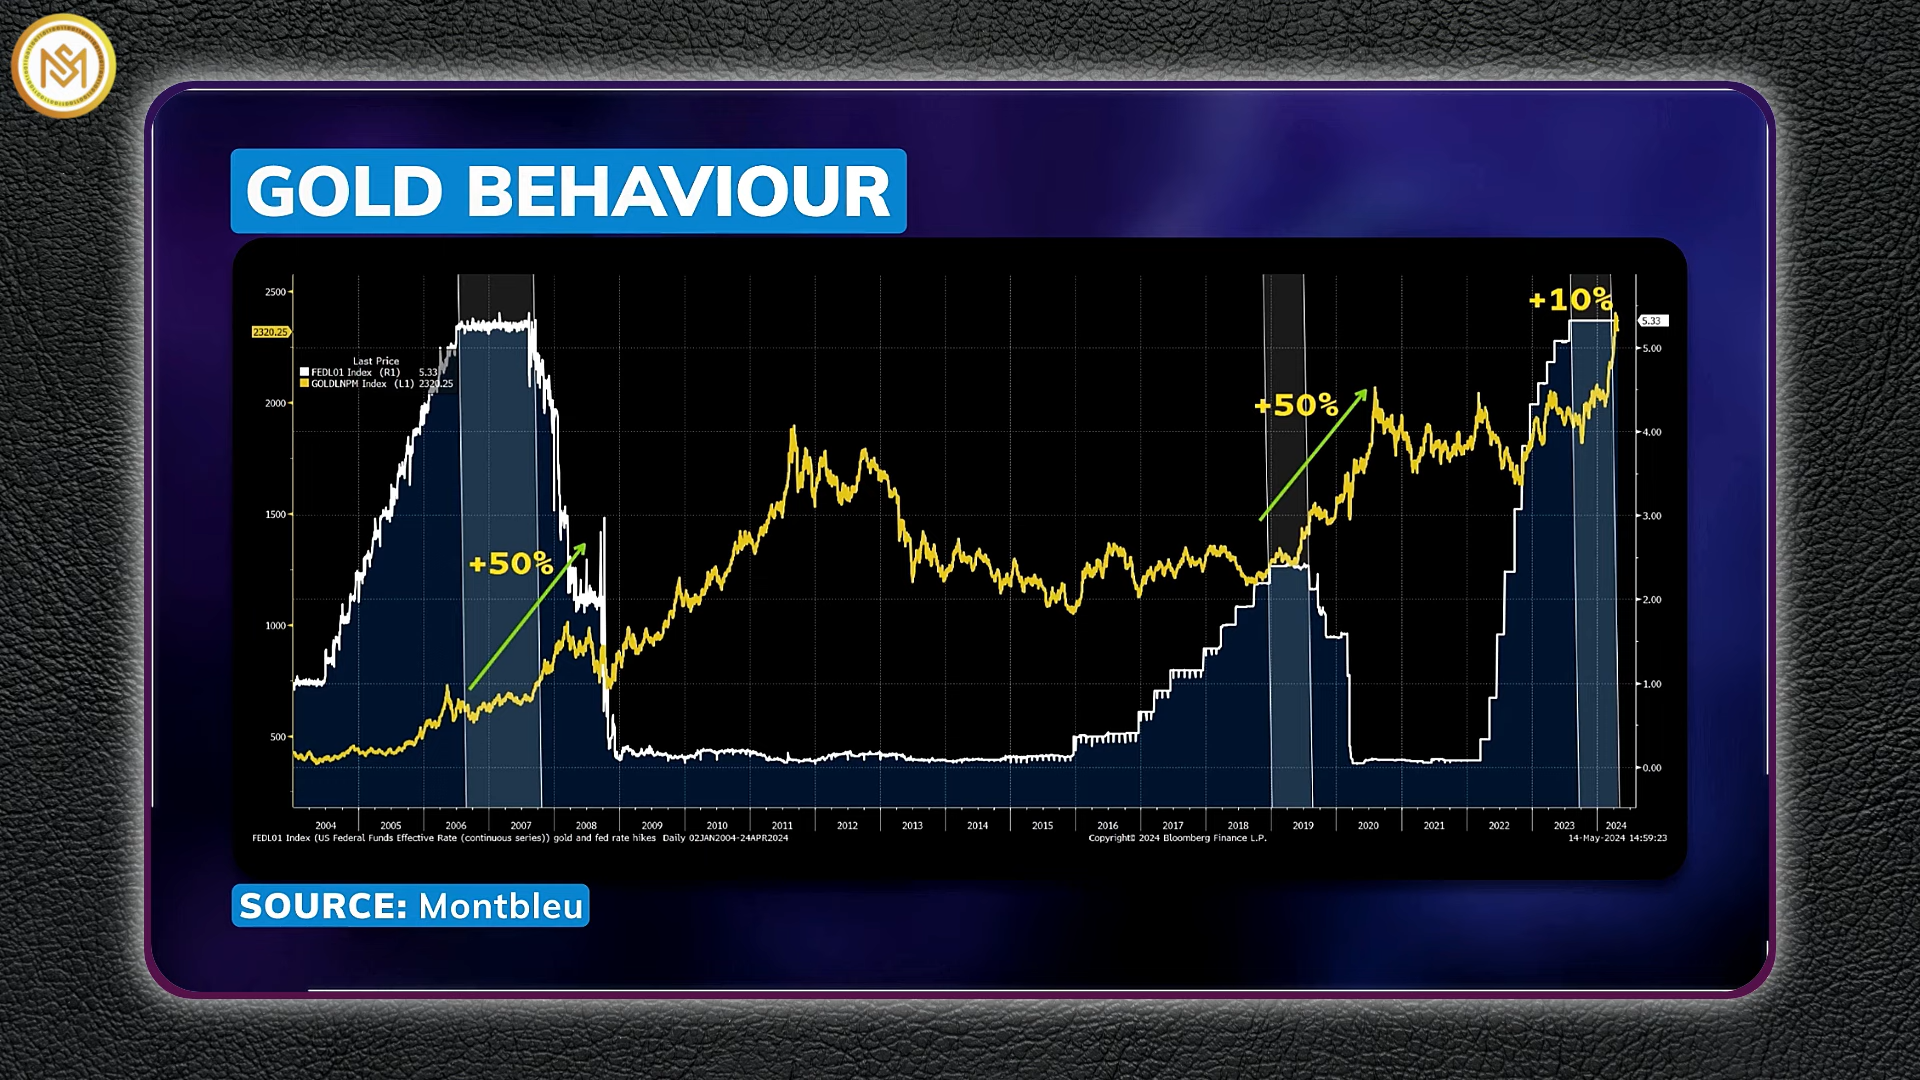 SM
GOLD BEHAVIOUR
+10%
2500
2320.25
5.33
5.00
Last Price
FEDL01 Index (R1) 5.33
GOLDLNPM Index (L1) 2320.25
2000
+50%
4.00
1500
3.00
+50%
1000
2.00
1.00
500
0.00
2004 2005 2006 2007 2008 2009 2010 2011 2012 2013 2014 2015 2016 2017 2018 2019 2020 2021 2022 2023 2024
FEDL01 Index (US Federal Funds Effective Rate (continuous series)) gold and fed rate hikes Daily 02JAN2004-24APR2024 Copyright© 2024 Bloomberg Finance L.P. 14-May-2024 14:59:23
SOURCE: Montbleu